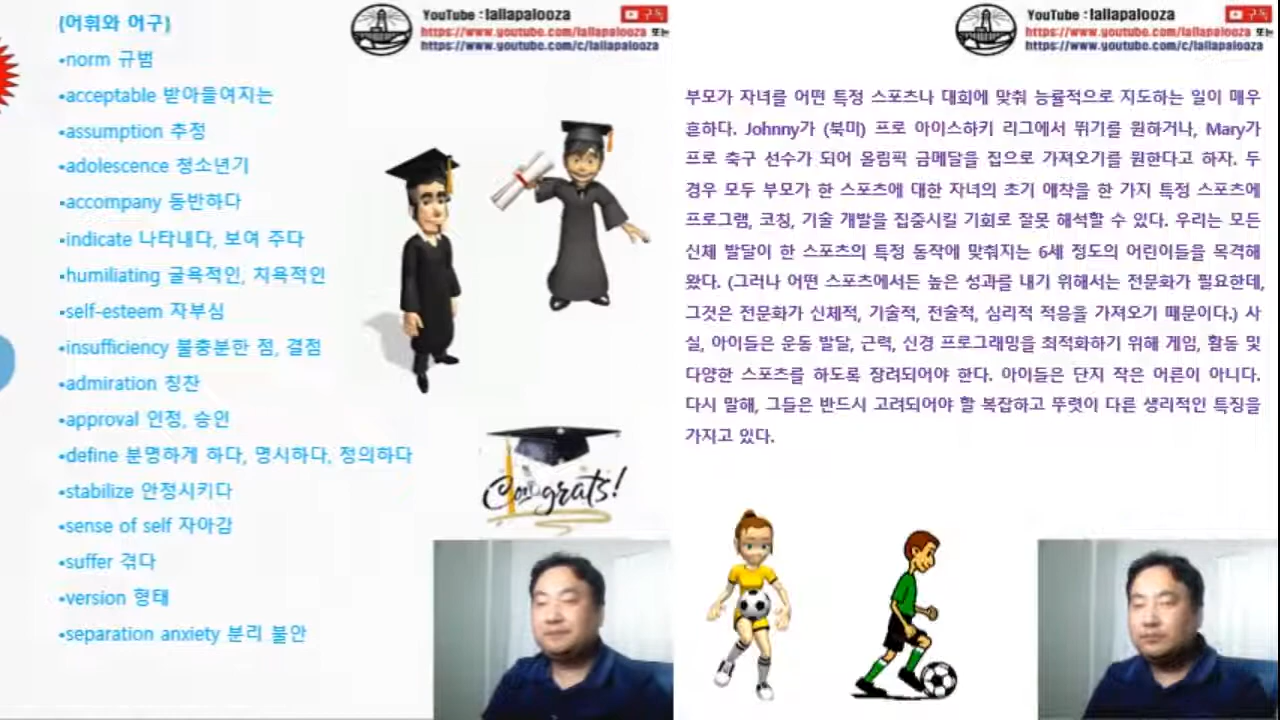 (어휘와 어구)
YouTube : lallapalooza 구독
https://www.youtube.com/lallapalooza 또는
https://www.youtube.com/c/lallapalooza
•norm 규범
•acceptable 받아들여지는
•assumption 추정
•adolescence 청소년기
•accompany 동반하다
•indicate 나타내다, 보여 주다
•humiliating 굴욕적인, 치욕적인
•self-esteem 자부심
•insufficiency 불충분한 점, 결점
•admiration 칭찬
•approval 인정, 승인
•define 분명하게 하다, 명시하다, 정의하다
•stabilize 안정시키다
•sense of self 자아감
•suffer 겪다
•version 형태
•separation anxiety 분리 불안
Congrats!
YouTube : lallapalooza 구독
https://www.youtube.com/lallapalooza 또는
https://www.youtube.com/c/lallapalooza
부모가 자녀를 어떤 특정 스포츠나 대회에 맞춰 능률적으로 지도하는 일이 매우
흔하다. Johnny가 (북미) 프로 아이스하키 리그에서 뛰기를 원하거나, Mary가
프로 축구 선수가 되어 올림픽 금메달을 집으로 가져오기를 원한다고 하자. 두
경우 모두 부모가 한 스포츠에 대한 자녀의 초기 애착을 한 가지 특정 스포츠에
프로그램, 코칭, 기술 개발을 집중시킬 기회로 잘못 해석할 수 있다. 우리는 모든
신체 발달이 한 스포츠의 특정 동작에 맞춰지는 6세 정도의 어린이들을 목격해
왔다. (그러나 어떤 스포츠에서든 높은 성과를 내기 위해서는 전문화가 필요한데,
그것은 전문화가 신체적, 기술적, 전술적, 심리적 적응을 가져오기 때문이다.) 사
실, 아이들은 운동 발달, 근력, 신경 프로그래밍을 최적화하기 위해 게임, 활동 및
다양한 스포츠를 하도록 장려되어야 한다. 아이들은 단지 작은 어른이 아니다.
다시 말해, 그들은 반드시 고려되어야 할 복잡하고 뚜렷이 다른 생리적인 특징을
가지고 있다.